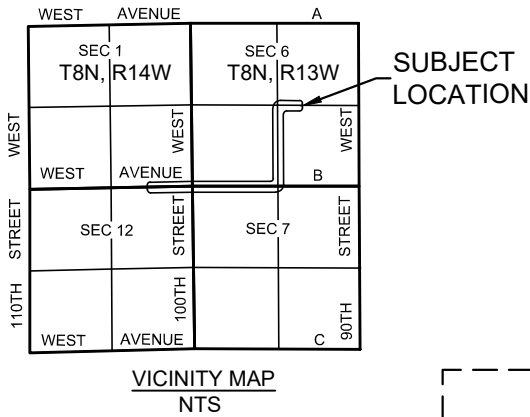 WEST AVENUE A
SEC 1 SEC 6
T8N, R14W T8N, R13W
SUBJECT
LOCATION
WEST WEST WEST
WEST AVENUE B
STREET STREET STREET
SEC 12 SEC 7
110TH 100TH 90TH
WEST AVENUE C
VICINITY MAP
NTS